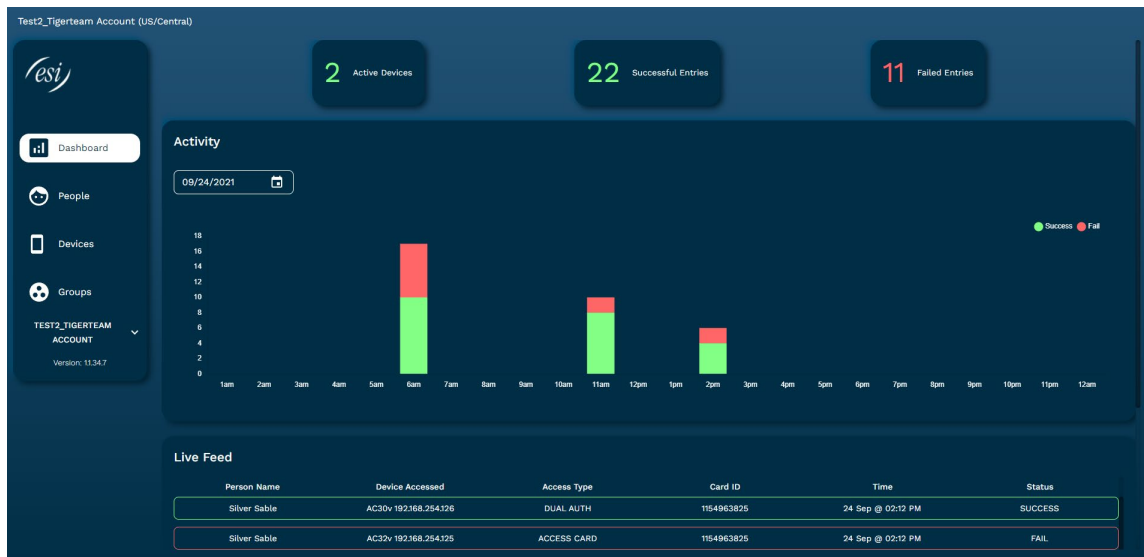 Test2_Tigerteam Account (US/Central)
esi
2 Active Devices
22 Successful Entries
11 Failed Entries
Dashboard
People
Devices
Groups
TEST2_TIGERTEAM
ACCOUNT
Version: 1.1.34.7
Activity
09/24/2021
Success Fail
18
16
14
12
10
8
6
4
2
0
1am 2am 3am 4am 5am 6am 7am 8am 9am 10am 11am 12pm 1pm 2pm 3pm 4pm 5pm 6pm 7pm 8pm 9pm 10pm 11pm 12am
Live Feed
Person Name Device Accessed Access Type Card ID Time Status
Silver Sable AC30v 192.168.254.126 DUAL AUTH 1154963825 24 Sep @ 02:12 PM SUCCESS
Silver Sable AC32v 192.168.254.125 ACCESS CARD 1154963825 24 Sep @ 02:12 PM FAIL